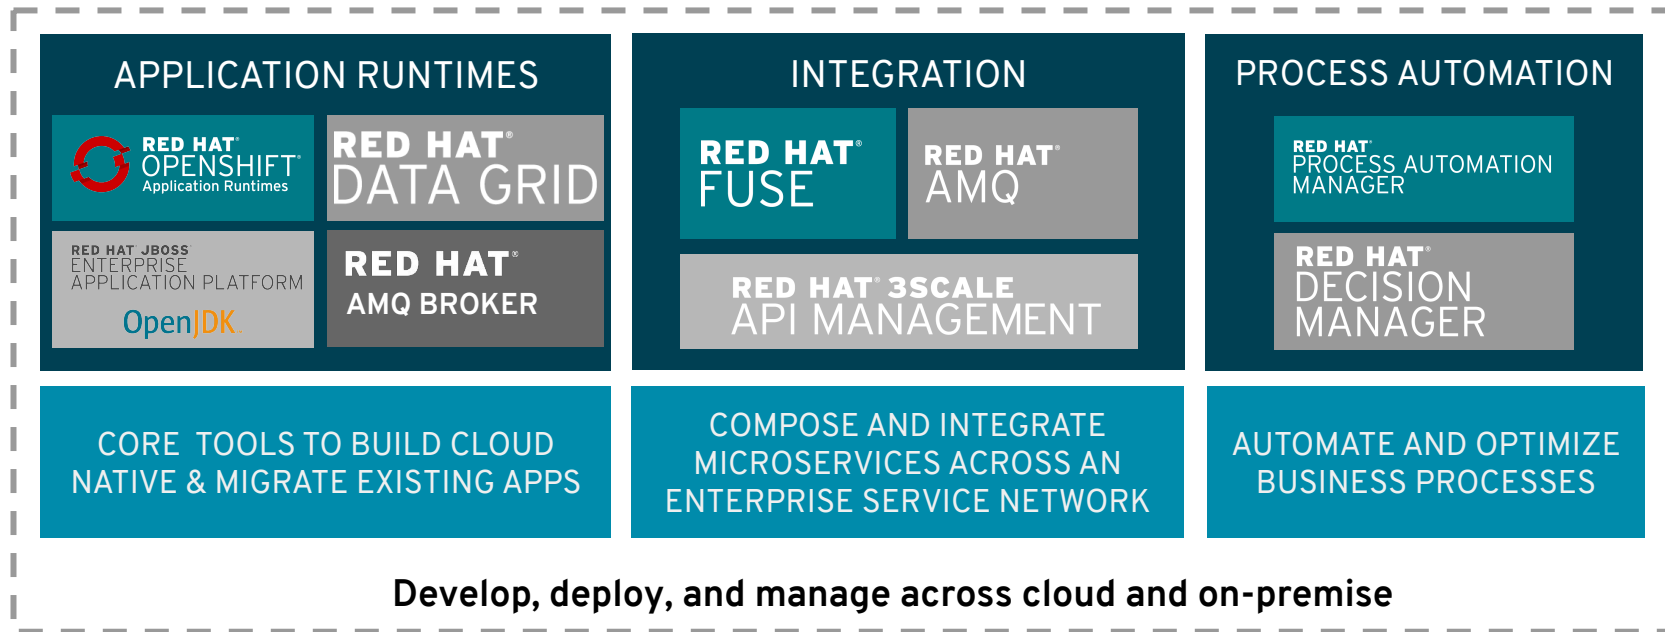 APPLICATION RUNTIMES
RED HAT®
OPENSHIFT®
Application Runtimes
RED HAT®
DATA GRID
RED HAT® JBOSS®
ENTERPRISE
APPLICATION PLATFORM
OpenJDK
RED HAT®
AMQ BROKER
CORE TOOLS TO BUILD CLOUD
NATIVE & MIGRATE EXISTING APPS
INTEGRATION
RED HAT®
FUSE
RED HAT®
AMQ
RED HAT® 3SCALE
API MANAGEMENT
COMPOSE AND INTEGRATE
MICROSERVICES ACROSS AN
ENTERPRISE SERVICE NETWORK
PROCESS AUTOMATION
RED HAT®
PROCESS AUTOMATION
MANAGER
RED HAT®
DECISION
MANAGER
AUTOMATE AND OPTIMIZE
BUSINESS PROCESSES
Develop, deploy, and manage across cloud and on-premise